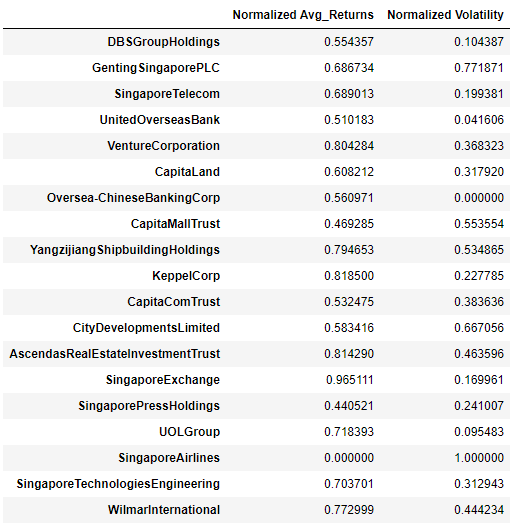 Normalized Avg_Returns Normalized Volatility
DBSGroupHoldings 0.554357 0.104387
GentingSingaporePLC 0.686734 0.771871
SingaporeTelecom 0.689013 0.199381
UnitedOverseasBank 0.510183 0.041606
VentureCorporation 0.804284 0.368323
CapitaLand 0.608212 0.317920
Oversea-ChineseBankingCorp 0.560971 0.000000
CapitaMallTrust 0.469285 0.553554
YangzijiangShipbuildingHoldings 0.794653 0.534865
KeppelCorp 0.818500 0.227785
CapitaComTrust 0.532475 0.383636
CityDevelopmentsLimited 0.583416 0.667056
AscendasRealEstateInvestmentTrust 0.814290 0.463596
SingaporeExchange 0.965111 0.169961
SingaporePressHoldings 0.440521 0.241007
UOLGroup 0.718393 0.095483
SingaporeAirlines 0.000000 1.000000
SingaporeTechnologiesEngineering 0.703701 0.312943
WilmarInternational 0.772999 0.444234